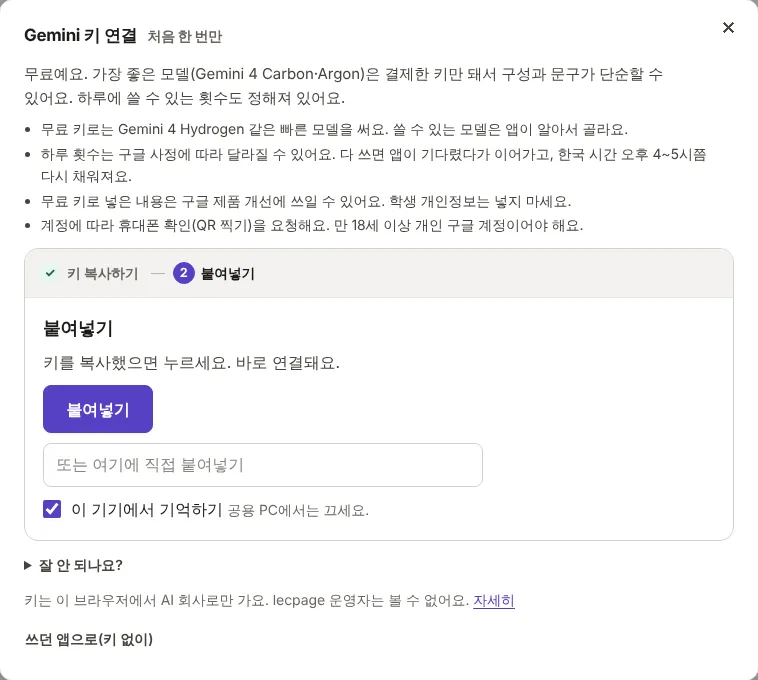 Gemini 키 연결 처음 한 번만
무료예요. 가장 좋은 모델(Gemini 4 Carbon·Argon)은 결제한 키만 돼서 구성과 문구가 단순할 수
있어요. 하루에 쓸 수 있는 횟수도 정해져 있어요.
• 무료 키로는 Gemini 4 Hydrogen 같은 빠른 모델을 써요. 쓸 수 있는 모델은 앱이 알아서 골라요.
• 하루 횟수는 구글 사정에 따라 달라질 수 있어요. 다 쓰면 앱이 기다렸다가 이어가고, 한국 시간 오후 4~5시쯤
다시 채워져요.
• 무료 키로 넣은 내용은 구글 제품 개선에 쓰일 수 있어요. 학생 개인정보는 넣지 마세요.
• 계정에 따라 휴대폰 확인(QR 찍기)을 요청해요. 만 18세 이상 개인 구글 계정이어야 해요.
키 복사하기 — 2 붙여넣기
붙여넣기
키를 복사했으면 누르세요. 바로 연결돼요.
붙여넣기
또는 여기에 직접 붙여넣기
이 기기에서 기억하기 공용 PC에서는 끄세요.
잘 안 되나요?
키는 이 브라우저에서 AI 회사로만 가요. lecpage 운영자는 볼 수 없어요. 자세히
쓰던 앱으로(키 없이)